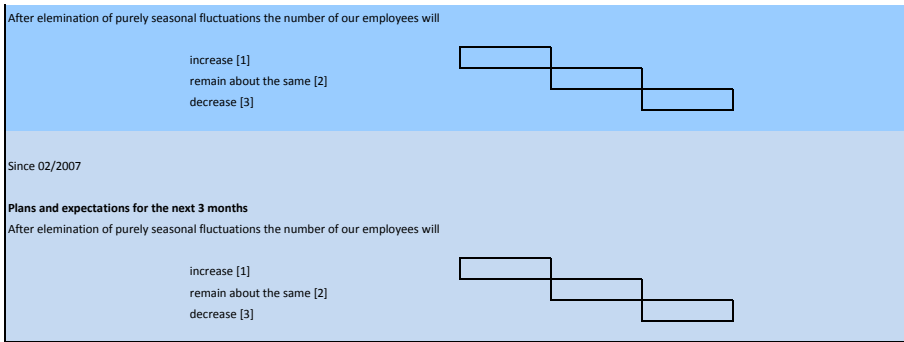 After elemination of purely seasonal fluctuations the number of our employees will
increase [1]
remain about the same [2]
decrease [3]
Since 02/2007
Plans and expectations for the next 3 months
After elemination of purely seasonal fluctuations the number of our employees will
increase [1]
remain about the same [2]
decrease [3]